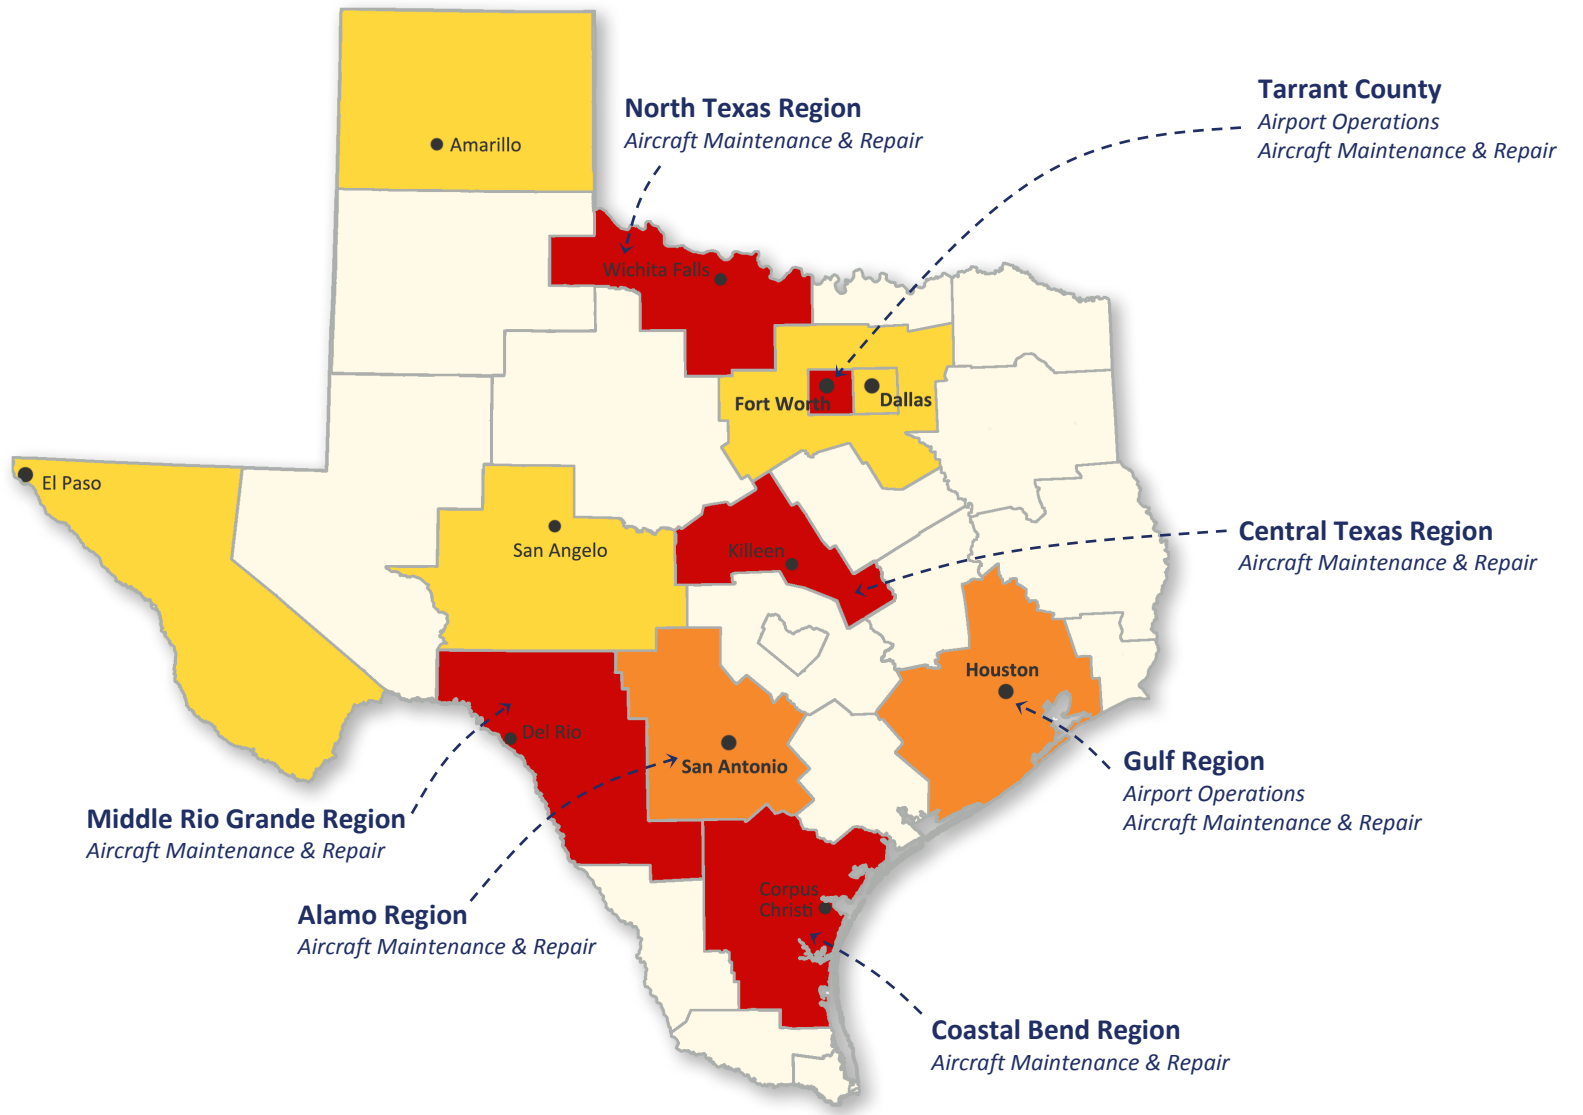 Tarrant County
Airport Operations
Aircraft Maintenance & Repair
North Texas Region
Aircraft Maintenance & Repair
Amarillo
Wichita Falls
Fort Worth
Dallas
El Paso
San Angelo
Killeen
Central Texas Region
Aircraft Maintenance & Repair
Houston
Del Rio
San Antonio
Gulf Region
Airport Operations
Aircraft Maintenance & Repair
Middle Rio Grande Region
Aircraft Maintenance & Repair
Corpus
Christi
Alamo Region
Aircraft Maintenance & Repair
Coastal Bend Region
Aircraft Maintenance & Repair